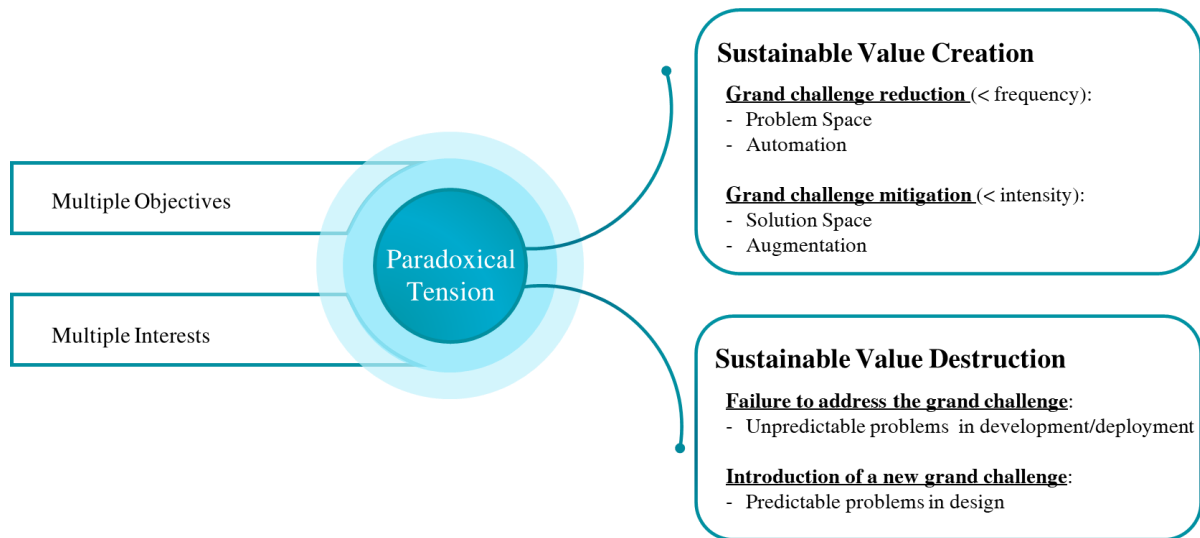 Multiple Objectives
Multiple Interests
Paradoxical
Tension
Sustainable Value Creation
Grand challenge reduction (< frequency):
- Problem Space
- Automation
Grand challenge mitigation (< intensity):
- Solution Space
- Augmentation
Sustainable Value Destruction
Failure to address the grand challenge:
- Unpredictable problems in development/deployment
Introduction of a new grand challenge:
- Predictable problems in design